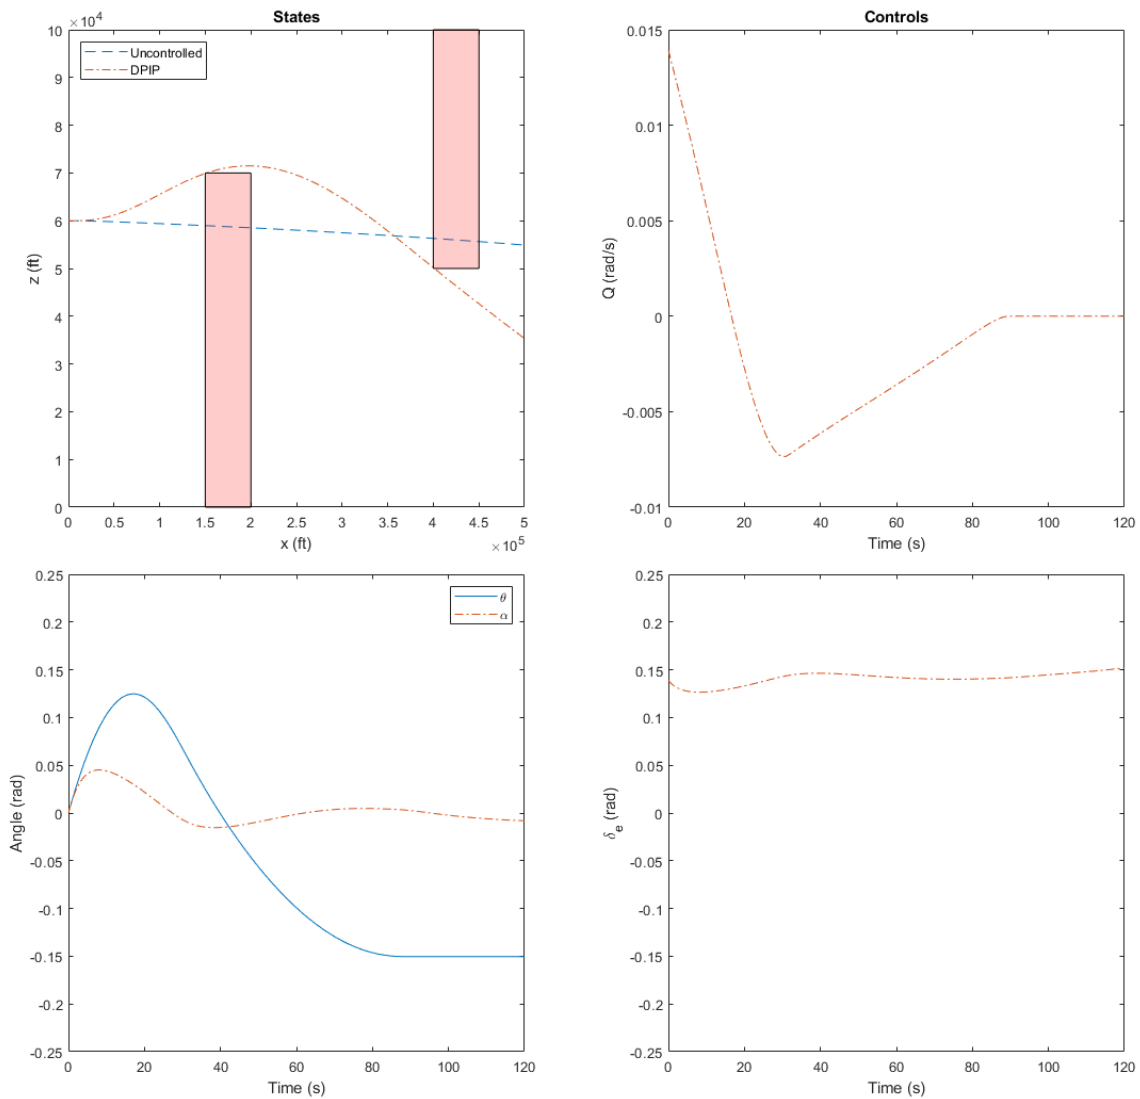 States
×10⁴
10
9
8
7
6
5
4
3
2
1
0
z (ft)
Uncontrolled
DPIP
0 0.5 1 1.5 2 2.5 3 3.5 4 4.5 5
x (ft)
×10⁵
Controls
0.015
0.01
0.005
0
-0.005
-0.01
Q (rad/s)
0 20 40 60 80 100 120
Time (s)
0.25
0.2
0.15
0.1
0.05
0
-0.05
-0.1
-0.15
-0.2
-0.25
Angle (rad)
θ
α
0 20 40 60 80 100 120
Time (s)
0.25
0.2
0.15
0.1
0.05
0
-0.05
-0.1
-0.15
-0.2
-0.25
δₑ (rad)
0 20 40 60 80 100 120
Time (s)